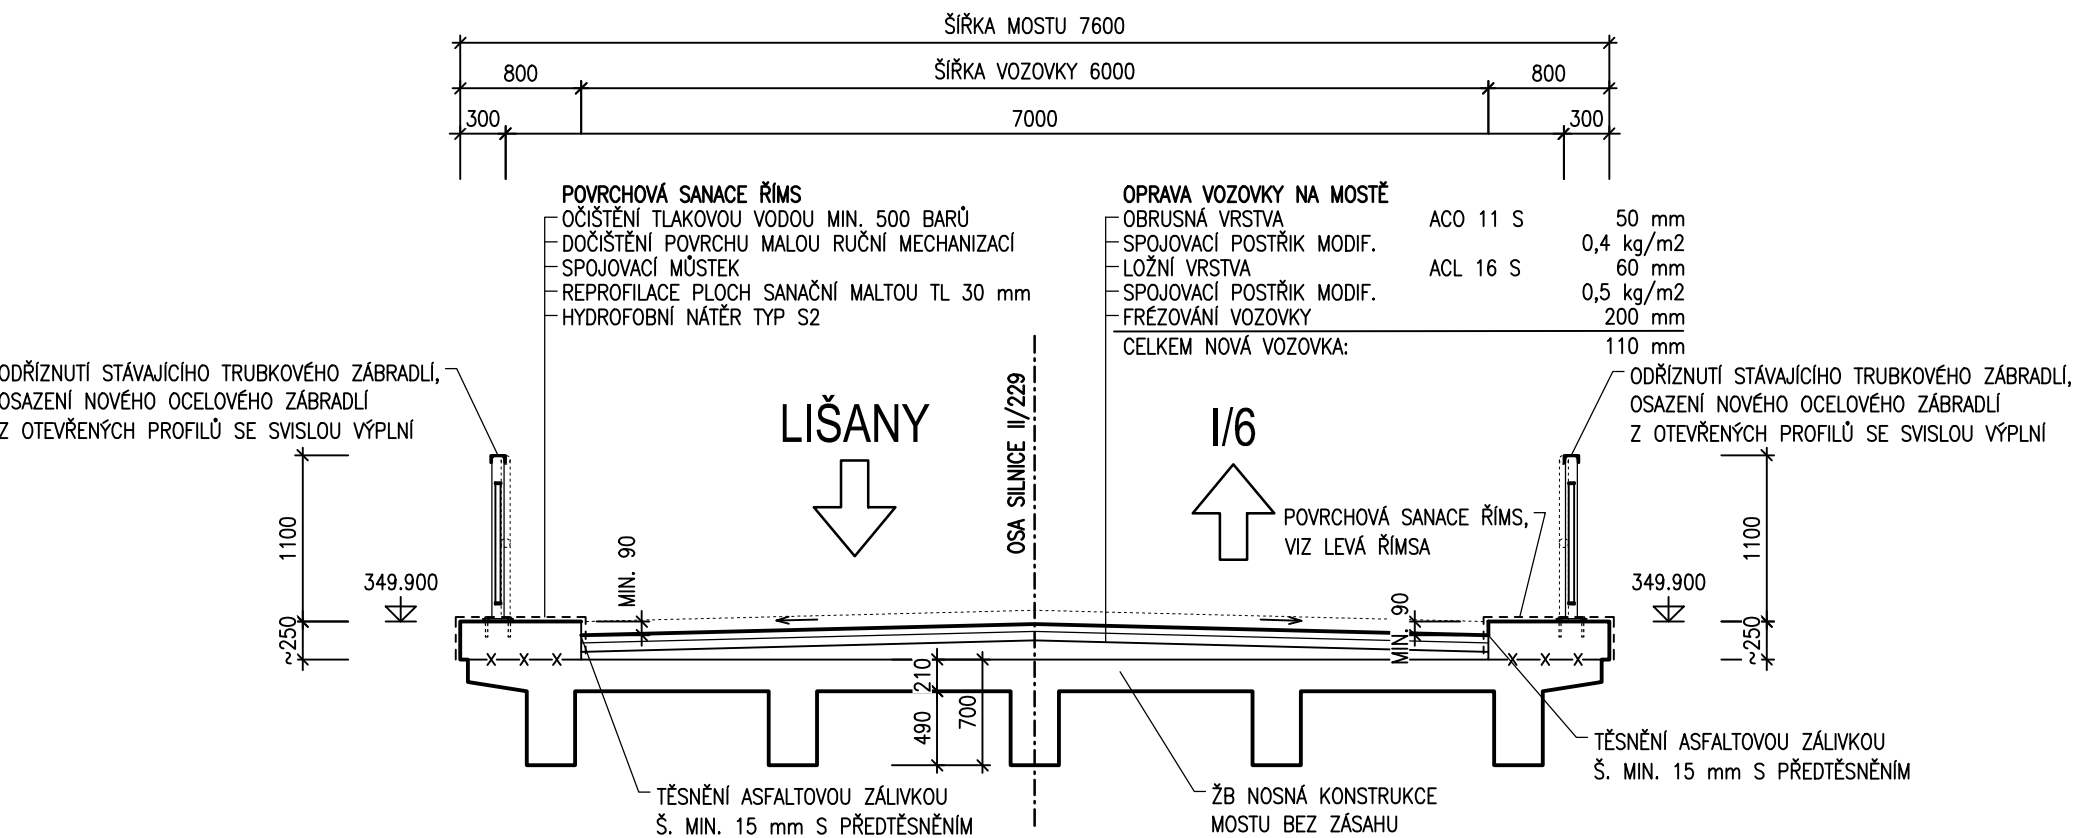 ŠÍŘKA MOSTU 7600
800
ŠÍŘKA VOZOVKY 6000
800
300
7000
300
POVRCHOVÁ SANACE ŘÍMS
OČIŠTĚNÍ TLAKOVOU VODOU MIN. 500 BARŮ
DOČIŠTĚNÍ POVRCHU MALOU RUČNÍ MECHANIZACÍ
SPOJOVACÍ MŮSTEK
REPROFILACE PLOCH SANAČNÍ MALTOU TL 30 mm
HYDROFOBNÍ NÁTĚR TYP S2
OPRAVA VOZOVKY NA MOSTĚ
OBRUSNÁ VRSTVA ACO 11 S 50 mm
SPOJOVACÍ POSTŘIK MODIF. 0,4 kg/m2
LOŽNÍ VRSTVA ACL 16 S 60 mm
SPOJOVACÍ POSTŘIK MODIF. 0,5 kg/m2
FRÉZOVÁNÍ VOZOVKY 200 mm
CELKEM NOVÁ VOZOVKA: 110 mm
ODŘÍZNUTÍ STÁVAJÍCÍHO TRUBKOVÉHO ZÁBRADLÍ,
OSAZENÍ NOVÉHO OCELOVÉHO ZÁBRADLÍ
Z OTEVŘENÝCH PROFILŮ SE SVISLOU VÝPLNÍ
ODŘÍZNUTÍ STÁVAJÍCÍHO TRUBKOVÉHO ZÁBRADLÍ,
OSAZENÍ NOVÉHO OCELOVÉHO ZÁBRADLÍ
Z OTEVŘENÝCH PROFILŮ SE SVISLOU VÝPLNÍ
LIŠANY
OSA SILNICE II/229
I/6
POVRCHOVÁ SANACE ŘÍMS,
VIZ LEVÁ ŘÍMSA
1100
~250
349.900
MIN. 90
MIN. 90
349.900
1100
~250
210
490
700
TĚSNĚNÍ ASFALTOVOU ZÁLIVKOU
Š. MIN. 15 mm S PŘEDTĚSNĚNÍM
TĚSNĚNÍ ASFALTOVOU ZÁLIVKOU
Š. MIN. 15 mm S PŘEDTĚSNĚNÍM
ŽB NOSNÁ KONSTRUKCE
MOSTU BEZ ZÁSAHU